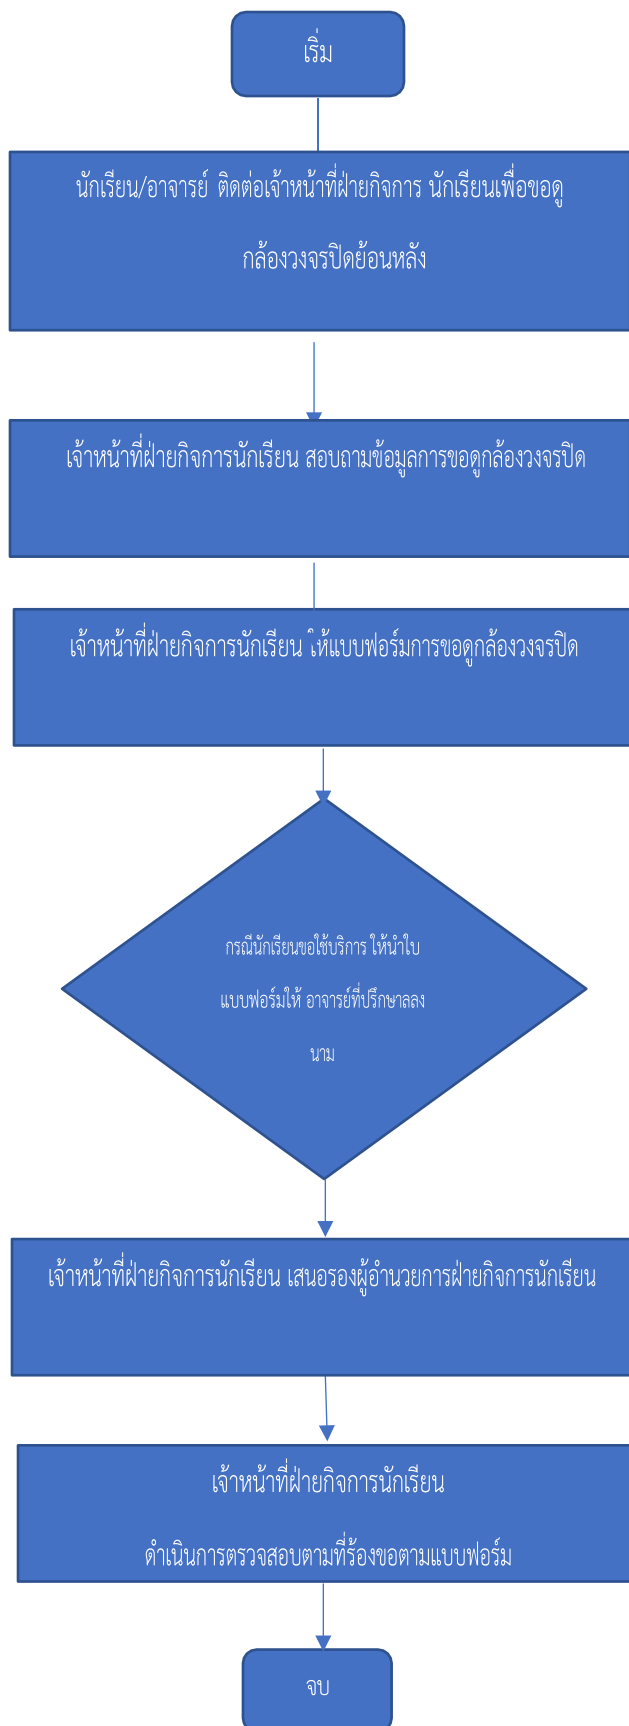 เริ่ม
นักเรียน/อาจารย์ ติดต่อเจ้าหน้าที่ฝ่ายกิจการ นักเรียนเพื่อขอดู
กล้องวงจรปิดย้อนหลัง
เจ้าหน้าที่ฝ่ายกิจการนักเรียน สอบถามข้อมูลการขอดูกล้องวงจรปิด
เจ้าหน้าที่ฝ่ายกิจการนักเรียน ให้แบบฟอร์มการขอดูกล้องวงจรปิด
กรณีนักเรียนขอใช้บริการ ให้นำใบ
แบบฟอร์มให้ อาจารย์ที่ปรึกษาลลง
นาม
เจ้าหน้าที่ฝ่ายกิจการนักเรียน เสนอรองผู้อำนวยการฝ่ายกิจการนักเรียน
เจ้าหน้าที่ฝ่ายกิจการนักเรียน
ดำเนินการตรวจสอบตามที่ร้องขอตามแบบฟอร์ม
จบ